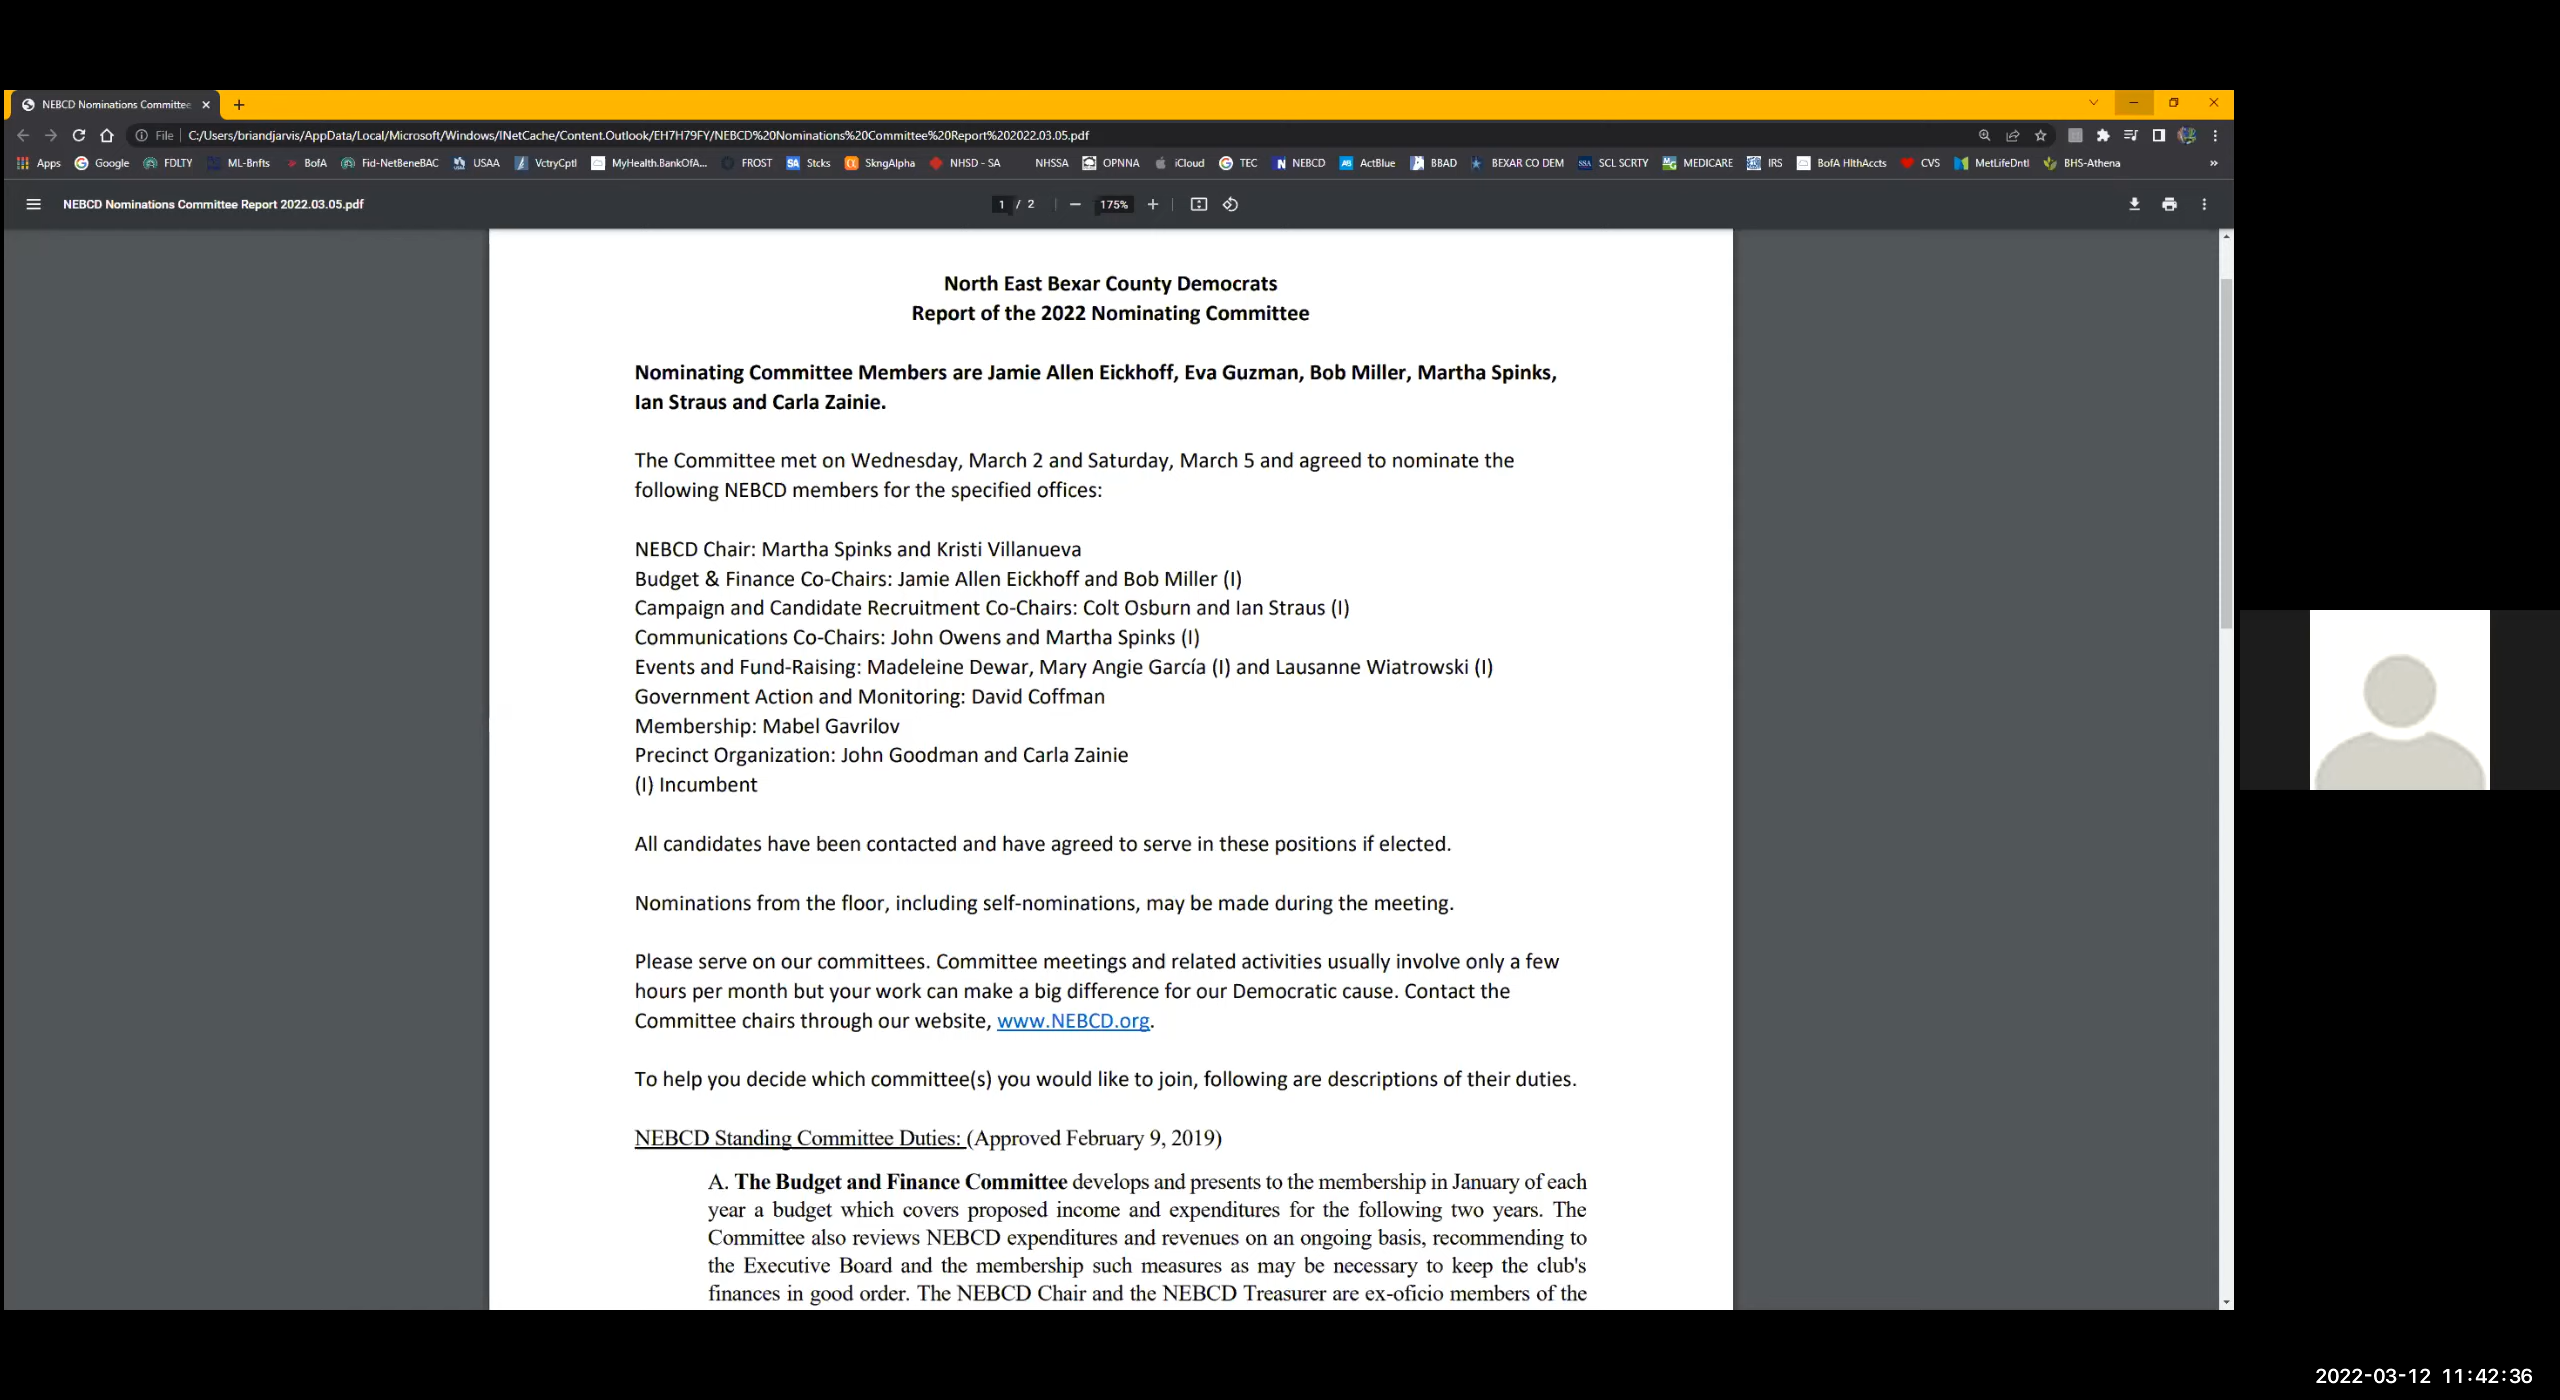 NEBCD Nominations Committee
File C:/Users/briandjarvis/AppData/Local/Microsoft/Windows/INetCache/Content.Outlook/EH7H79FY/NEBCD%20Nominations%20Committee%20Report%202022.03.05.pdf
Apps Google FDLTY ML-Bnfts BofA Fid-NetBeneBAC USAA VctryCptl MyHealth.BankOfA... FROST SA Stcks SkngAlpha NHSD - SA NHSSA OPNNA iCloud TEC N NEBCD AB ActBlue BBAD BEXAR CO DEM SSA SCL SCRTY MEDICARE IRS BofA HlthAccts CVS MetLifeDntl BHS-Athena »
NEBCD Nominations Committee Report 2022.03.05.pdf 1 / 2 175%
North East Bexar County Democrats
Report of the 2022 Nominating Committee
Nominating Committee Members are Jamie Allen Eickhoff, Eva Guzman, Bob Miller, Martha Spinks,
Ian Straus and Carla Zainie.
The Committee met on Wednesday, March 2 and Saturday, March 5 and agreed to nominate the
following NEBCD members for the specified offices:
NEBCD Chair: Martha Spinks and Kristi Villanueva
Budget & Finance Co-Chairs: Jamie Allen Eickhoff and Bob Miller (I)
Campaign and Candidate Recruitment Co-Chairs: Colt Osburn and Ian Straus (I)
Communications Co-Chairs: John Owens and Martha Spinks (I)
Events and Fund-Raising: Madeleine Dewar, Mary Angie García (I) and Lausanne Wiatrowski (I)
Government Action and Monitoring: David Coffman
Membership: Mabel Gavrilov
Precinct Organization: John Goodman and Carla Zainie
(I) Incumbent
All candidates have been contacted and have agreed to serve in these positions if elected.
Nominations from the floor, including self-nominations, may be made during the meeting.
Please serve on our committees. Committee meetings and related activities usually involve only a few
hours per month but your work can make a big difference for our Democratic cause. Contact the
Committee chairs through our website, www.NEBCD.org.
To help you decide which committee(s) you would like to join, following are descriptions of their duties.
NEBCD Standing Committee Duties: (Approved February 9, 2019)
A. The Budget and Finance Committee develops and presents to the membership in January of each
year a budget which covers proposed income and expenditures for the following two years. The
Committee also reviews NEBCD expenditures and revenues on an ongoing basis, recommending to
the Executive Board and the membership such measures as may be necessary to keep the club's
finances in good order. The NEBCD Chair and the NEBCD Treasurer are ex-oficio members of the
2022-03-12 11:42:36